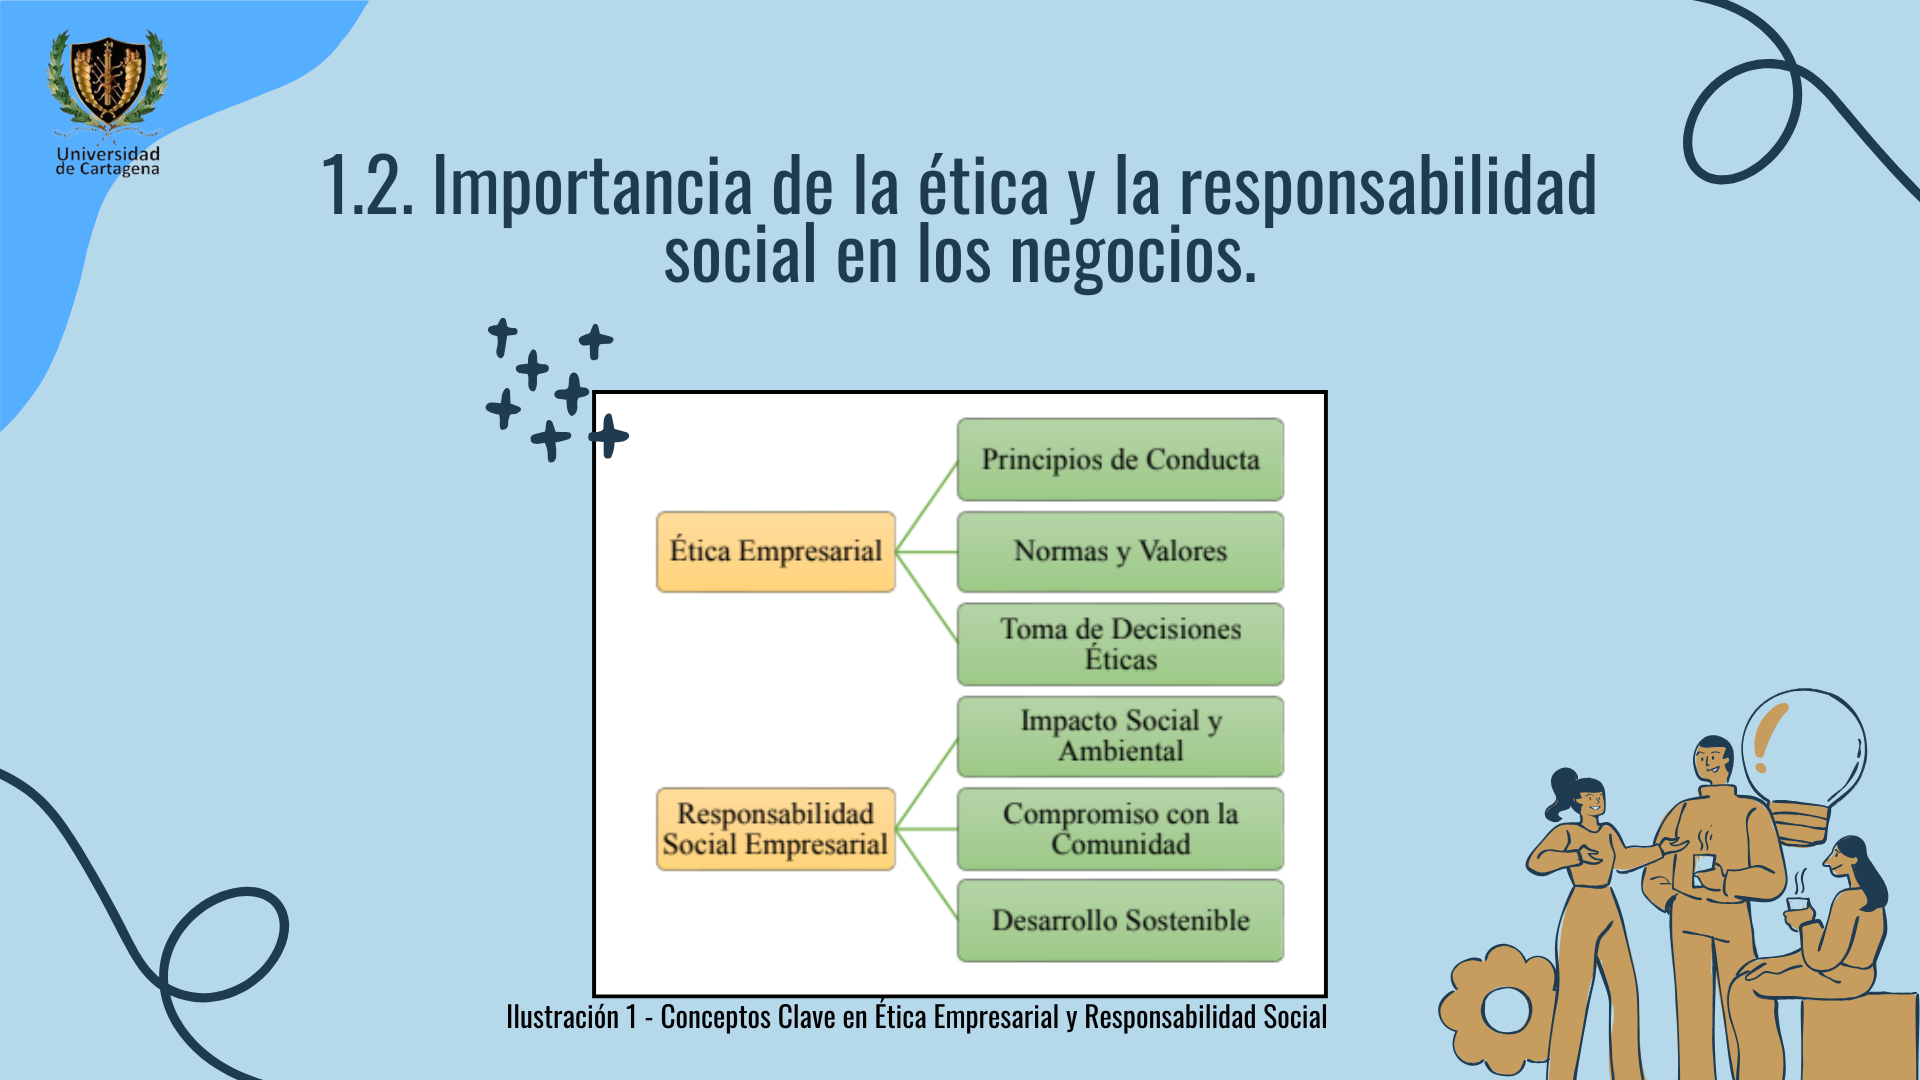 Universidad
de Cartagena
1.2. Importancia de la ética y la responsabilidad
social en los negocios.
Principios de Conducta
Ética Empresarial
Normas y Valores
Toma de Decisiones
Éticas
Impacto Social y
Ambiental
Responsabilidad
Social Empresarial
Compromiso con la
Comunidad
Desarrollo Sostenible
Ilustración 1 - Conceptos Clave en Ética Empresarial y Responsabilidad Social